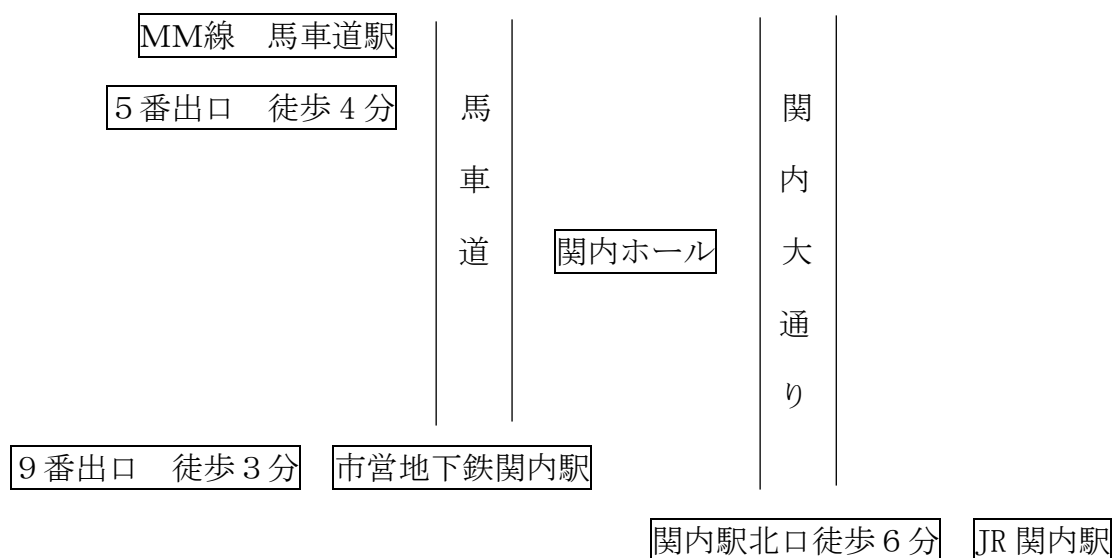 MM線　馬車道駅
５番出口　徒歩４分
馬車道
関内大通り
関内ホール
９番出口　徒歩３分
市営地下鉄関内駅
関内駅北口徒歩６分
JR関内駅